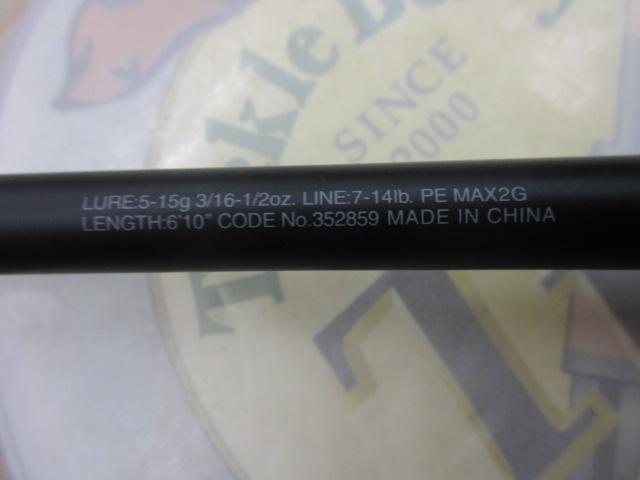 LURE:5-15g 3/16-1/2oz. LINE:7-14lb. PE MAX2G
LENGTH:6'10" CODE No.352859 MADE IN CHINA
SINCE
2000